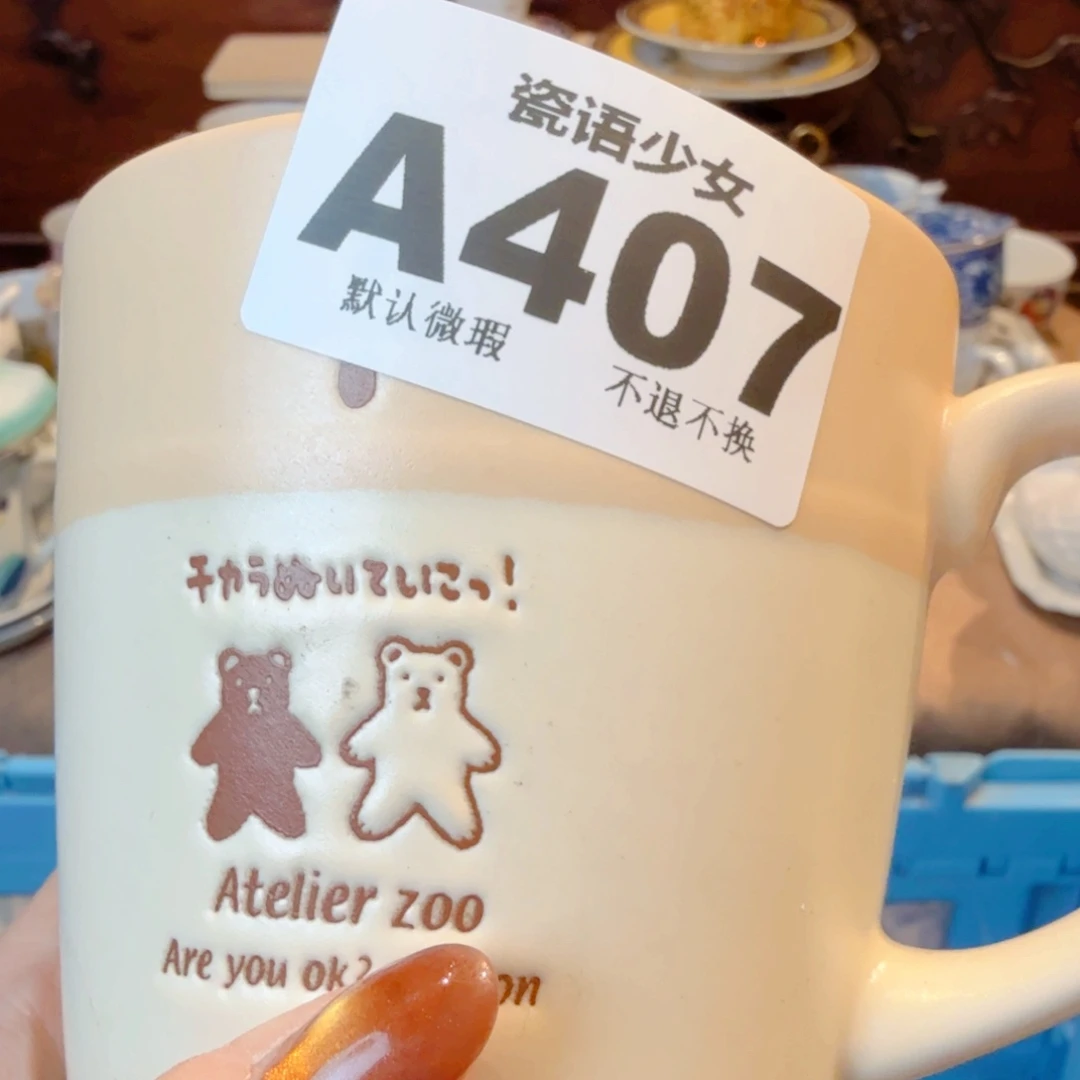 瓷语少女
A407
默认微瑕 不退不换
チカラぬいていこっ!
Atelier zoo
Are you ok?